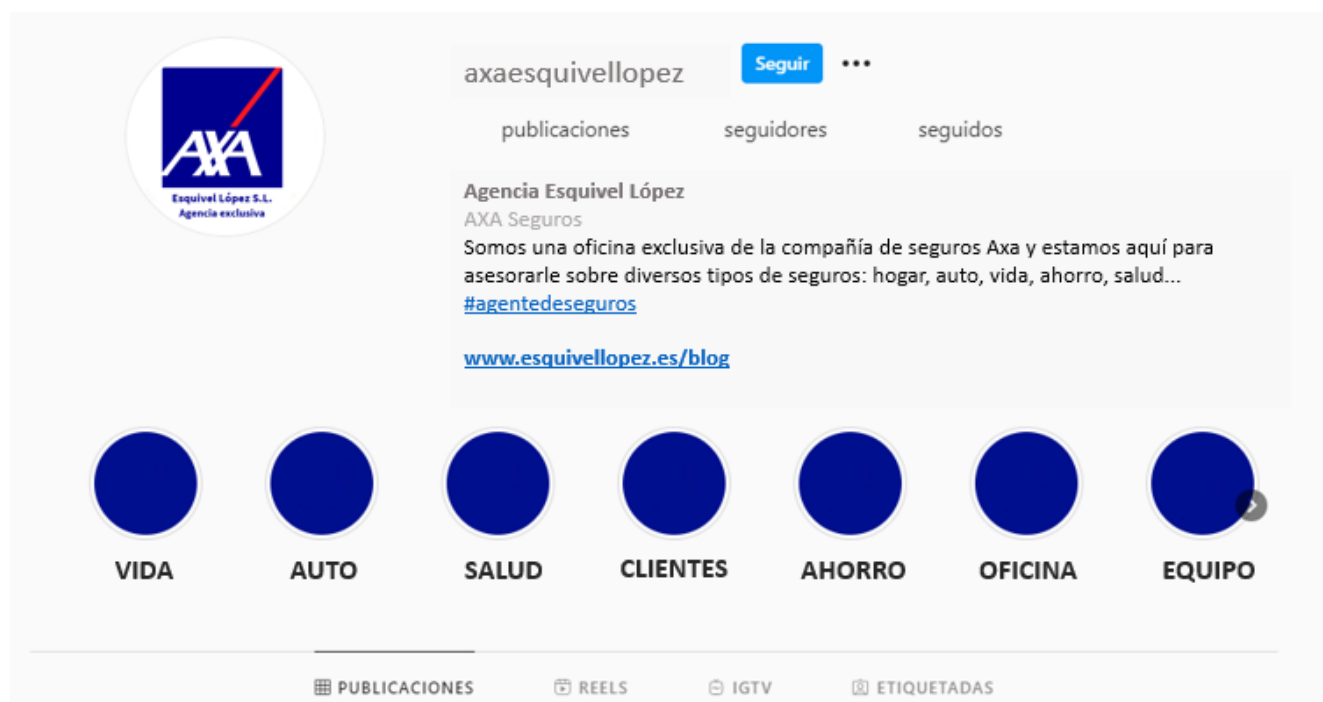 AXA
Esquivel López S.L.
Agencia exclusiva
axaesquivellopez
Seguir
publicaciones seguidores seguidos
Agencia Esquivel López
AXA Seguros
Somos una oficina exclusiva de la compañía de seguros Axa y estamos aquí para
asesorarle sobre diversos tipos de seguros: hogar, auto, vida, ahorro, salud...
#agentedeseguros
www.esquivellopez.es/blog
VIDA AUTO SALUD CLIENTES AHORRO OFICINA EQUIPO
PUBLICACIONES REELS IGTV ETIQUETADAS